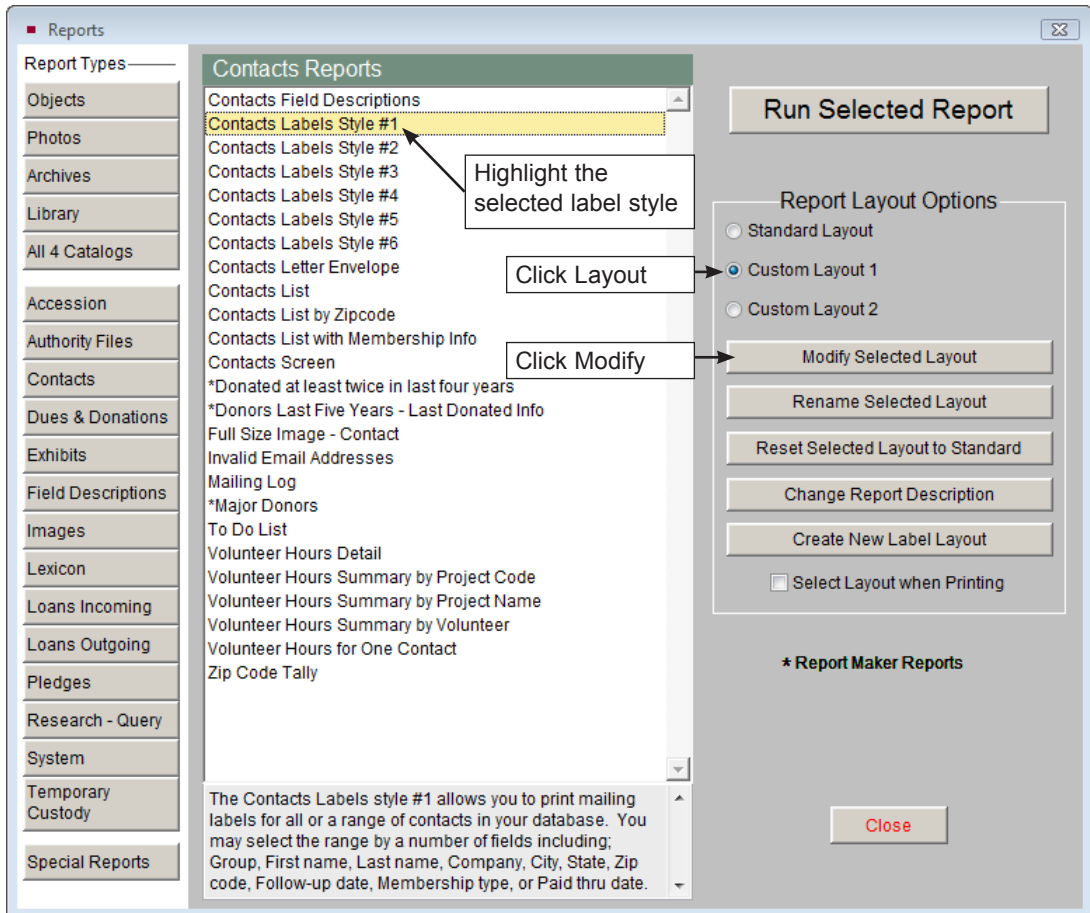 Reports
Report Types
Objects
Photos
Archives
Library
All 4 Catalogs
Accession
Authority Files
Contacts
Dues & Donations
Exhibits
Field Descriptions
Images
Lexicon
Loans Incoming
Loans Outgoing
Pledges
Research - Query
System
Temporary
Custody
Special Reports
Contacts Reports
Contacts Field Descriptions
Contacts Labels Style #1
Contacts Labels Style #2
Contacts Labels Style #3
Contacts Labels Style #4
Contacts Labels Style #5
Contacts Labels Style #6
Contacts Letter Envelope
Contacts List
Contacts List by Zipcode
Contacts List with Membership Info
Contacts Screen
*Donated at least twice in last four years
*Donors Last Five Years - Last Donated Info
Full Size Image - Contact
Invalid Email Addresses
Mailing Log
*Major Donors
To Do List
Volunteer Hours Detail
Volunteer Hours Summary by Project Code
Volunteer Hours Summary by Project Name
Volunteer Hours Summary by Volunteer
Volunteer Hours for One Contact
Zip Code Tally
Highlight the
selected label style
Click Layout
Click Modify
The Contacts Labels style #1 allows you to print mailing
labels for all or a range of contacts in your database. You
may select the range by a number of fields including;
Group, First name, Last name, Company, City, State, Zip
code, Follow-up date, Membership type, or Paid thru date.
Run Selected Report
Report Layout Options
Standard Layout
Custom Layout 1
Custom Layout 2
Modify Selected Layout
Rename Selected Layout
Reset Selected Layout to Standard
Change Report Description
Create New Label Layout
Select Layout when Printing
* Report Maker Reports
Close